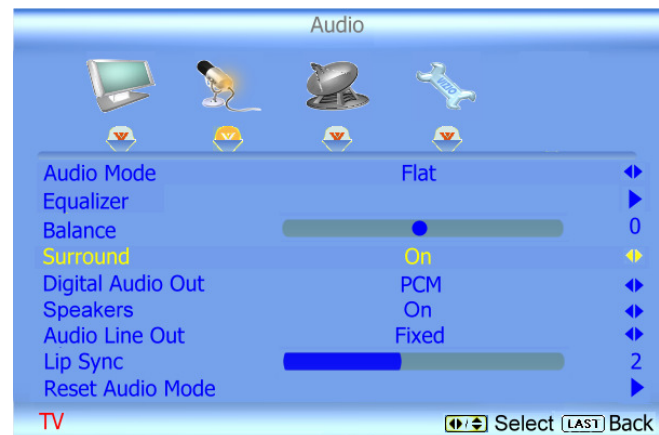 Audio
VIZIO
Audio Mode Flat
Equalizer
Balance 0
Surround On
Digital Audio Out PCM
Speakers On
Audio Line Out Fixed
Lip Sync 2
Reset Audio Mode
TV Select LAST Back